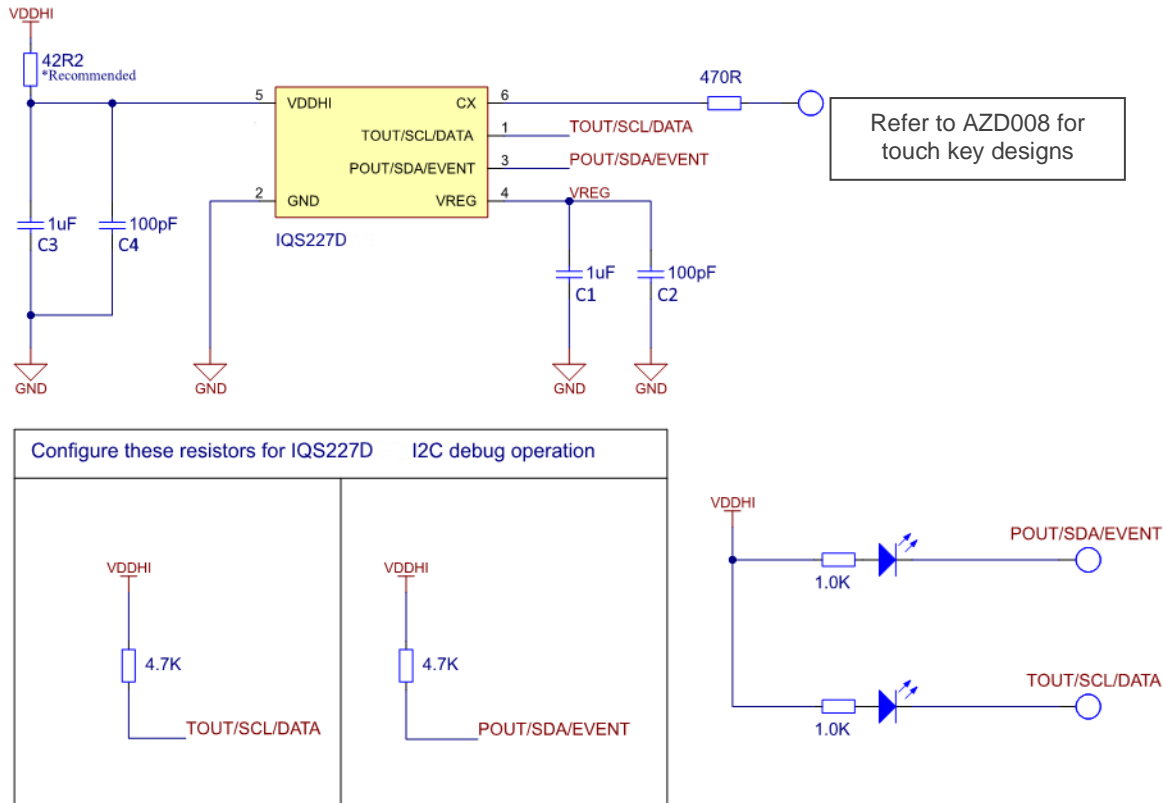 VDDHI
42R2
*Recommended
5
VDDHI
CX
6
470R
TOUT/SCL/DATA
1
TOUT/SCL/DATA
POUT/SDA/EVENT
3
POUT/SDA/EVENT
2
GND
VREG
4
VREG
IQS227D
Refer to AZD008 for
touch key designs
1uF
C3
100pF
C4
1uF
C1
100pF
C2
GND
GND
GND
GND
Configure these resistors for IQS227D I2C debug operation
VDDHI
4.7K
TOUT/SCL/DATA
VDDHI
4.7K
POUT/SDA/EVENT
VDDHI
1.0K
POUT/SDA/EVENT
1.0K
TOUT/SCL/DATA